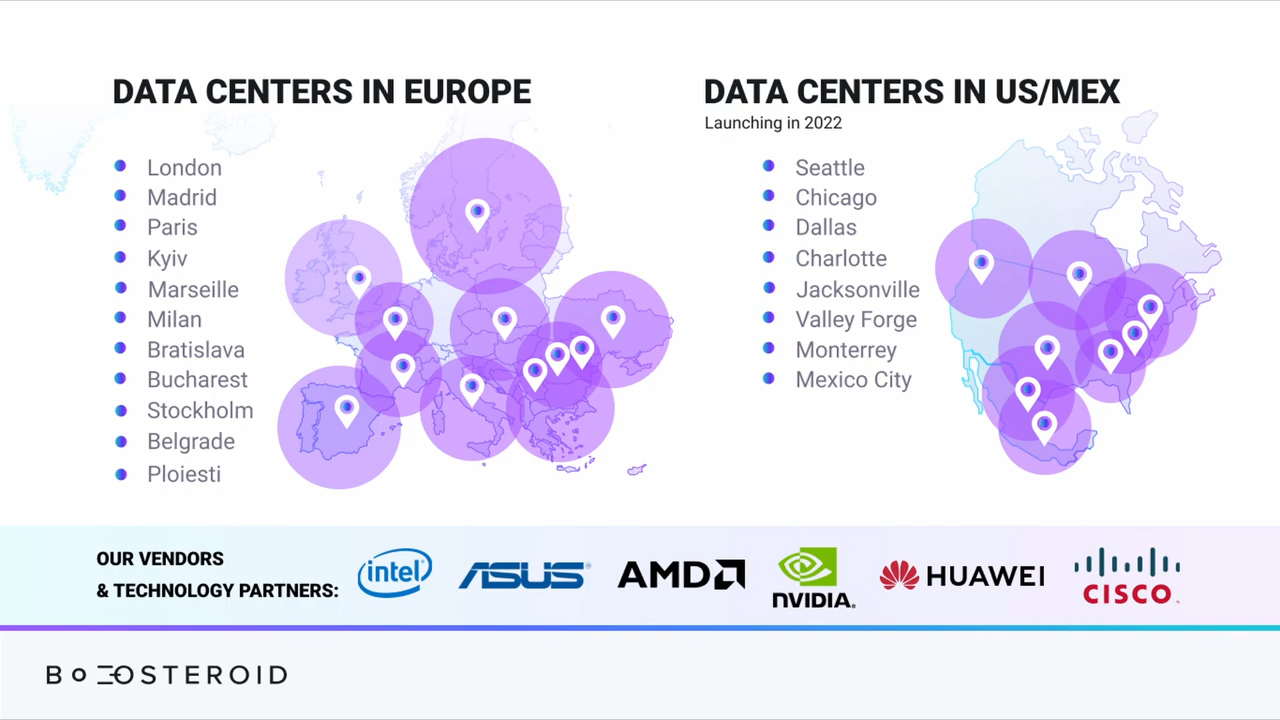 DATA CENTERS IN EUROPE
London
Madrid
Paris
Kyiv
Marseille
Milan
Bratislava
Bucharest
Stockholm
Belgrade
Ploiesti
DATA CENTERS IN US/MEX
Launching in 2022
Seattle
Chicago
Dallas
Charlotte
Jacksonville
Valley Forge
Monterrey
Mexico City
OUR VENDORS
& TECHNOLOGY PARTNERS:
intel®
ASUS®
AMD
NVIDIA®
HUAWEI
CISCO™
BOOSTEROID